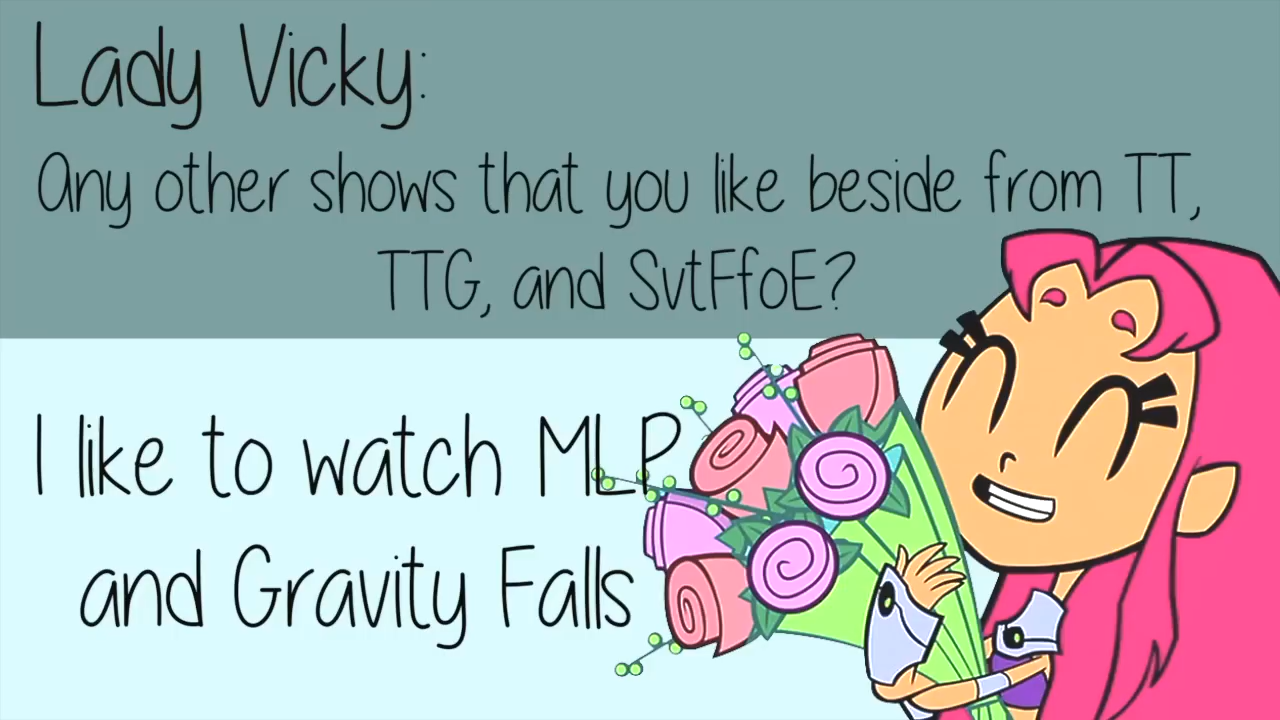 Lady Vicky:
Any other shows that you like beside from TT,
TTG, and SvtFfoE?
I like to watch MLP
and Gravity Falls